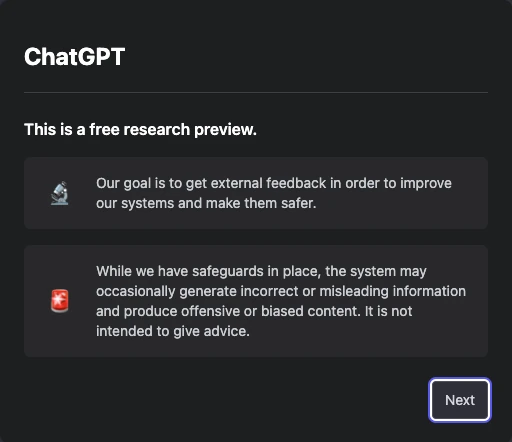 ChatGPT
This is a free research preview.
Our goal is to get external feedback in order to improve
our systems and make them safer.
While we have safeguards in place, the system may
occasionally generate incorrect or misleading information
and produce offensive or biased content. It is not
intended to give advice.
Next